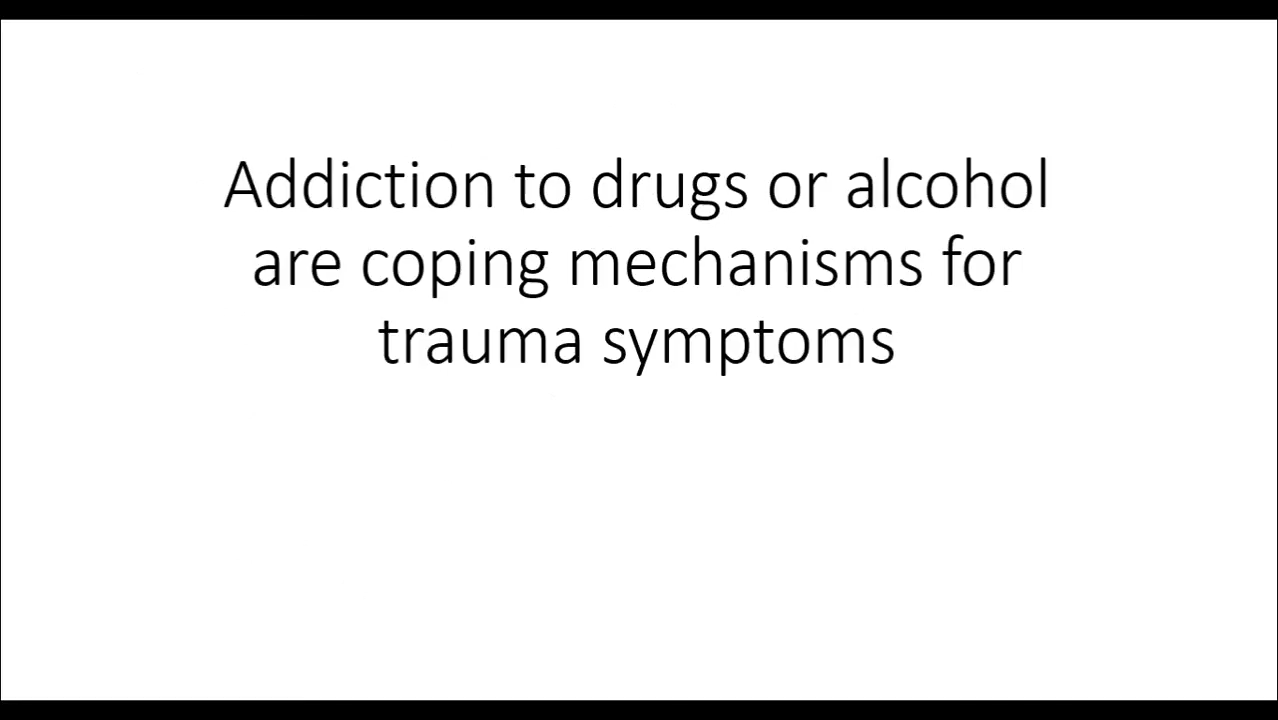 Addiction to drugs or alcohol
are coping mechanisms for
trauma symptoms